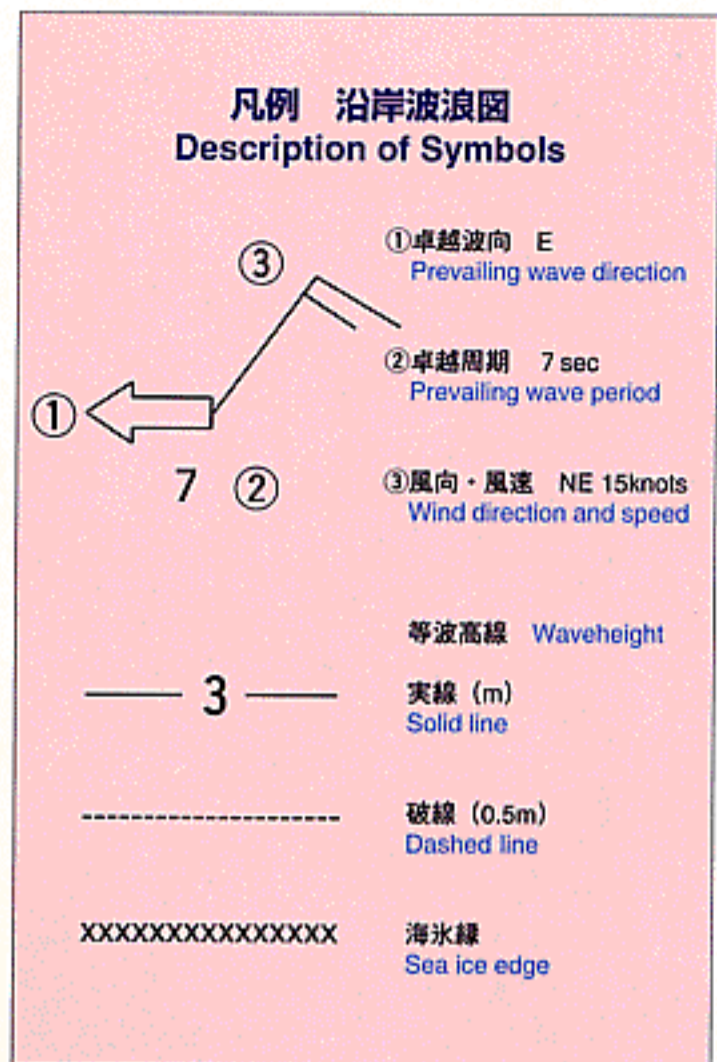 凡例　沿岸波浪図
Description of Symbols
③
①
7 ②
①卓越波向　E
Prevailing wave direction
②卓越周期　7 sec
Prevailing wave period
③風向・風速　NE 15knots
Wind direction and speed
等波高線　Waveheight
3
実線（m）
Solid line
破線（0.5m）
Dashed line
XXXXXXXXXXXXXXX
海氷縁
Sea ice edge